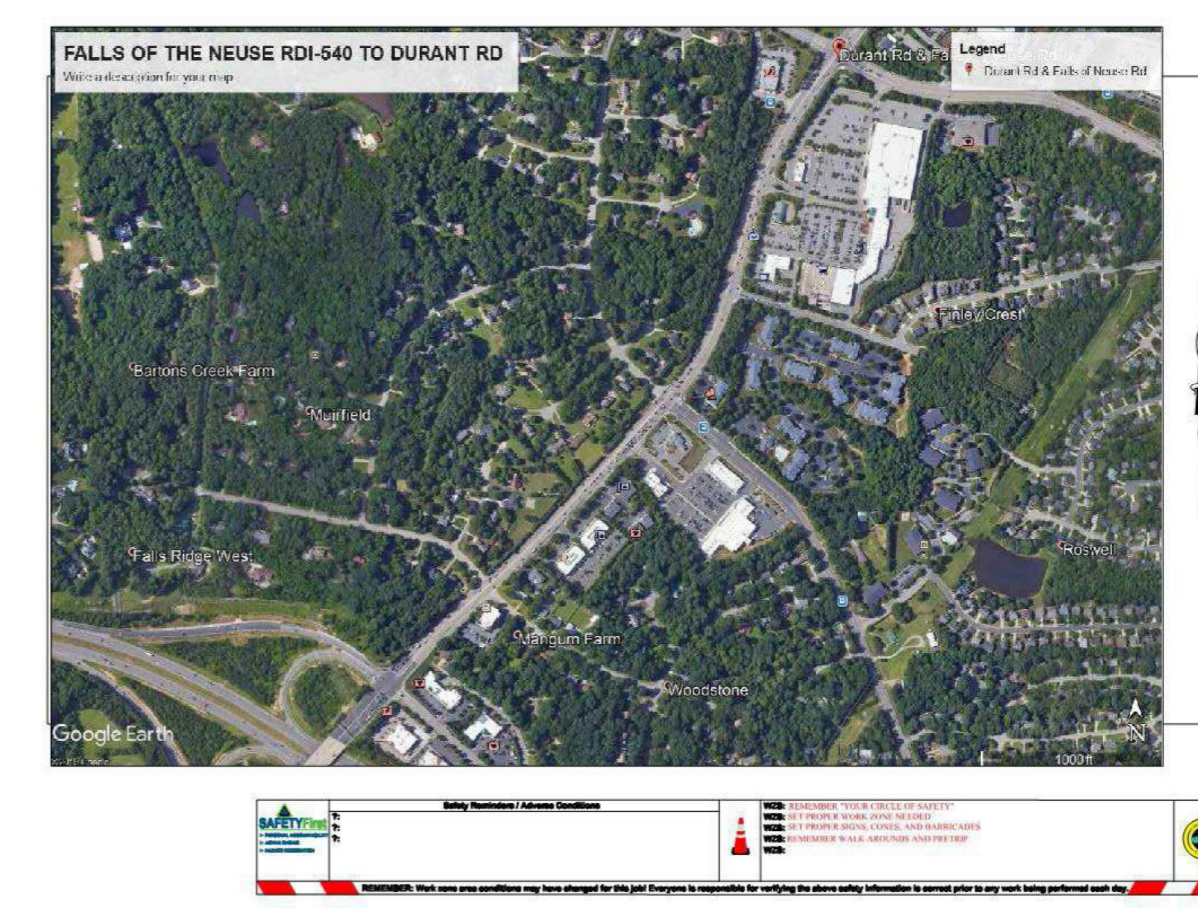 FALLS OF THE NEUSE RDI-540 TO DURANT RD
Write a description for your map
Legend
Durant Rd & Falls of Neuse Rd
Durant Rd & Fa
Finley Crest
Bartons Creek Farm
Muirfield
Falls Ridge West
Roswell
Mangum Farm
Woodstone
Google Earth
N
1000 ft
SAFETYFirst
Safety Reminders / Adverse Conditions
?:
?:
?:
WZS: REMEMBER "YOUR CIRCLE OF SAFETY"
WZS: SET PROPER WORK ZONE NEEDED
WZS: SET PROPER SIGNS, CONES, AND BARRICADES
WZS: REMEMBER WALK AROUNDS AND PRETRIP
WZS:
REMEMBER: Work zone area conditions may have changed for this job! Everyone is responsible for verifying the above safety information is correct prior to any work being performed each day.